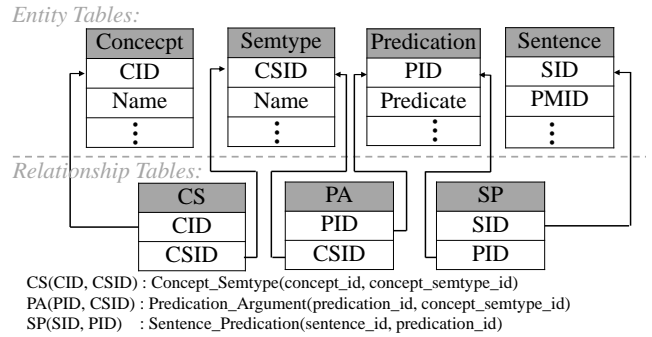 Entity Tables:
Concecpt Semtype Predication Sentence
CID CSID PID SID
Name Name Predicate PMID
Relationship Tables:
CS PA SP
CID PID SID
CSID CSID PID
CS(CID, CSID) : Concept_Semtype(concept_id, concept_semtype_id)
PA(PID, CSID) : Predication_Argument(predication_id, concept_semtype_id)
SP(SID, PID) : Sentence_Predication(sentence_id, predication_id)